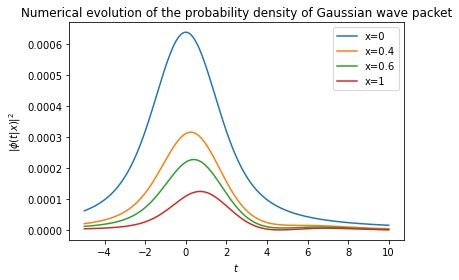 Numerical evolution of the probability density of Gaussian wave packet
x=0
x=0.4
x=0.6
x=1
0.0006
0.0005
0.0004
0.0003
0.0002
0.0001
0.0000
|ϕ(t|x)|²
−4 −2 0 2 4 6 8 10
t